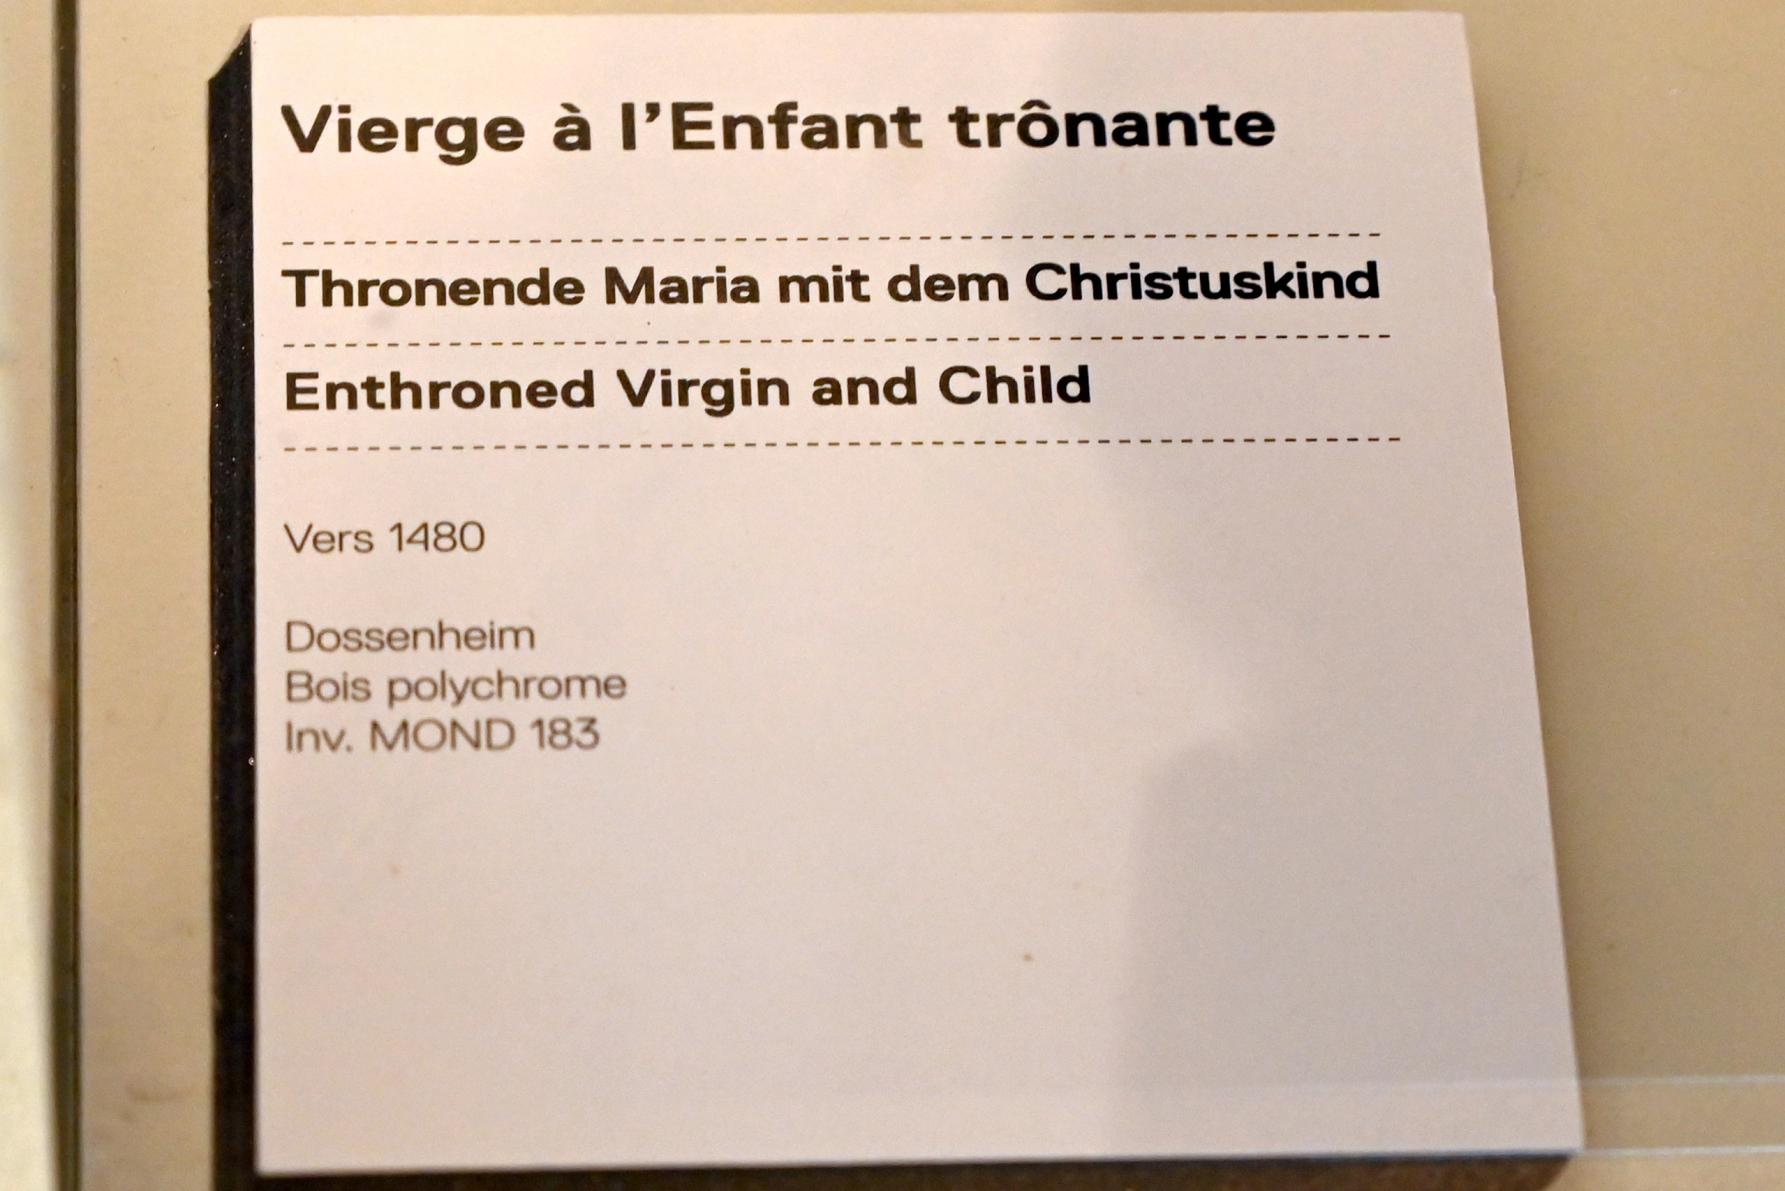 Vierge à l’Enfant trônante
Thronende Maria mit dem Christuskind
Enthroned Virgin and Child
Vers 1480
Dossenheim
Bois polychrome
Inv. MOND 183